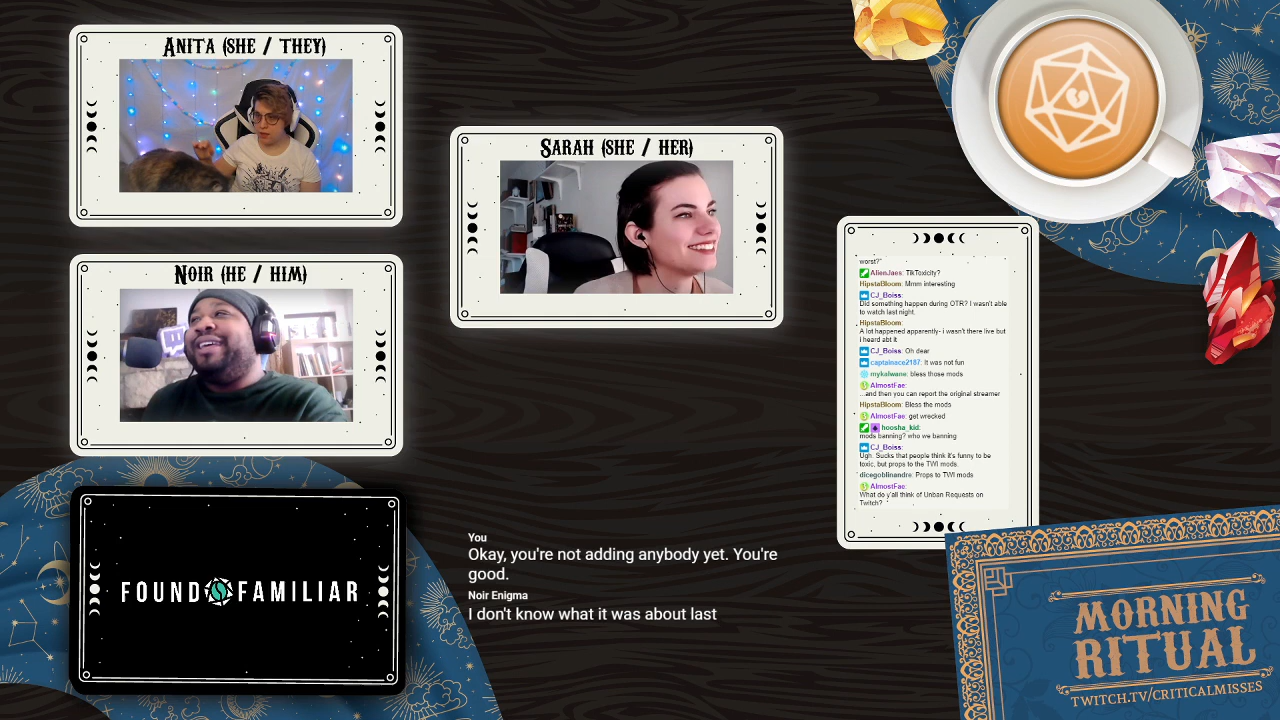 ANITA (SHE / THEY)
SARAH (SHE / HER)
NOIR (HE / HIM)
worst?"
AlienJaes: TikToxicity?
HipstaBloom: Mmm interesting
CJ_Boiss:
Did something happen during OTR? I wasn't able
to watch last night.
HipstaBloom:
A lot happened apparently- i wasn't there live but
i heard abt it
CJ_Boiss: Oh dear
captainace2187: It was not fun
mykalwane: bless those mods
AlmostFae:
...and then you can report the original streamer
HipstaBloom: Bless the mods
AlmostFae: get wrecked
hoosha_kid:
mods banning? who we banning
CJ_Boiss:
Ugh. Sucks that people think it's funny to be
toxic, but props to the TWI mods.
dicegoblinandre: Props to TWI mods
AlmostFae:
What do y'all think of Unban Requests on
Twitch?
FOUND FAMILIAR
You
Okay, you're not adding anybody yet. You're
good.
Noir Enigma
I don't know what it was about last
MORNING
RITUAL
TWITCH.TV/CRITICALMISSES